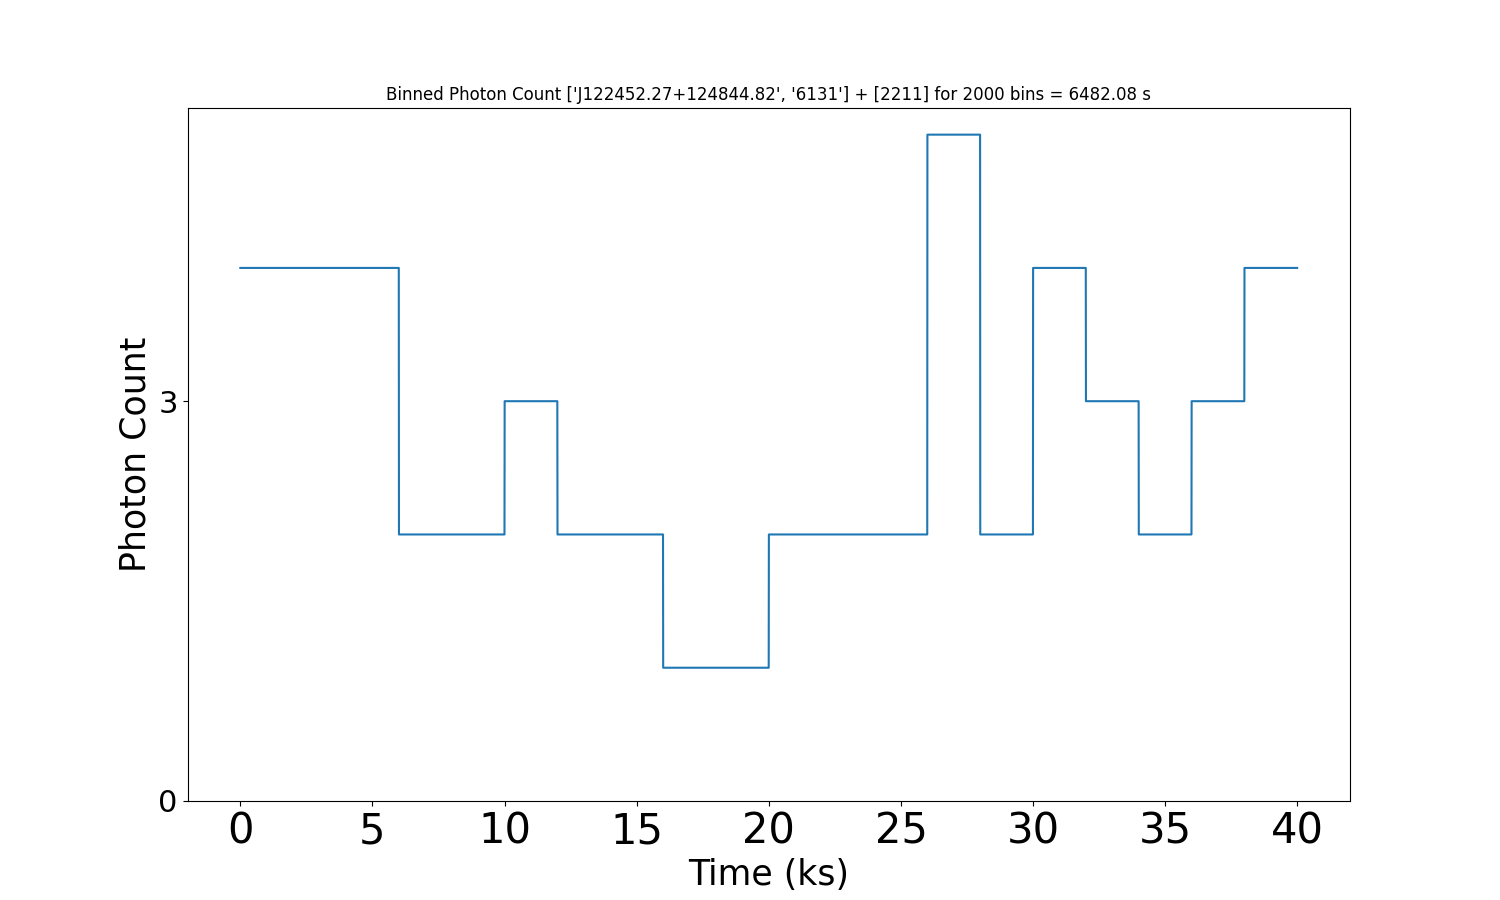 Binned Photon Count ['J122452.27+124844.82', '6131'] + [2211] for 2000 bins = 6482.08 s
Photon Count
3
0
0 5 10 15 20 25 30 35 40
Time (ks)